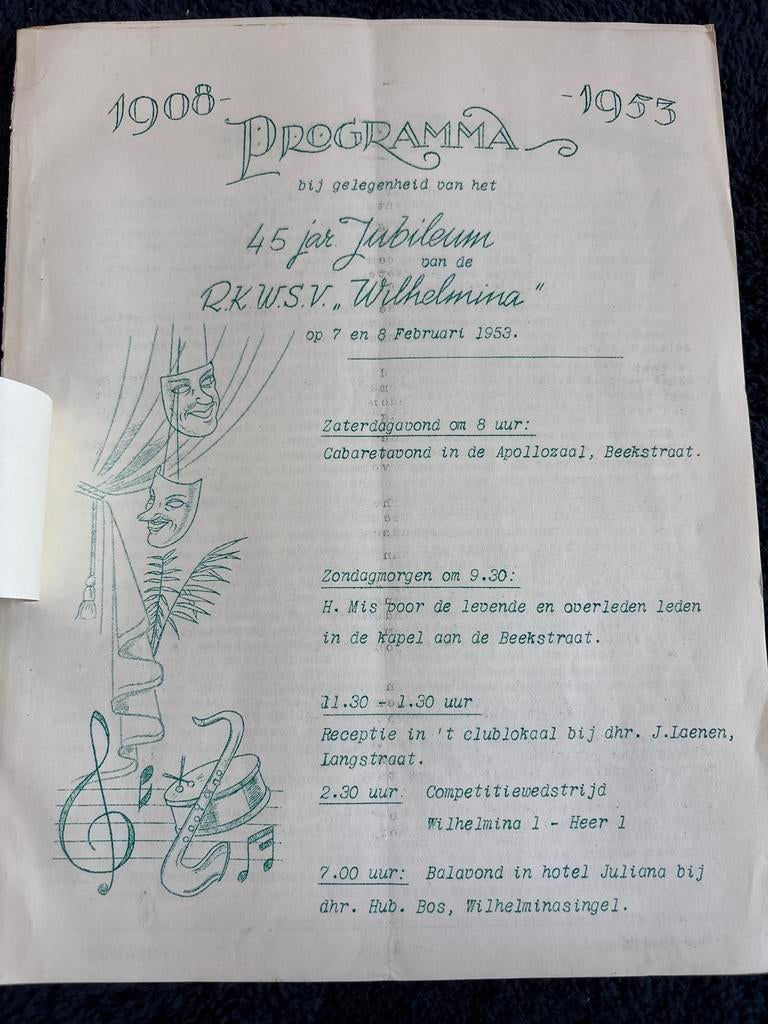 1908- -1953
PROGRAMMA
bij gelegenheid van het
45 jar. Jubileum
van de
R.K.W.S.V. „Wilhelmina"
op 7 en 8 Februari 1953.
Zaterdagavond om 8 uur:
Cabaretavond in de Apollozaal, Beekstraat.
Zondagmorgen om 9.30:
H. Mis voor de levende en overleden leden
in de kapel aan de Beekstraat.
11.30 - 1.30 uur
Receptie in 't clublokaal bij dhr. J.Laenen,
Langstraat.
2.30 uur: Competitiewedstrijd
Wilhelmina 1 - Heer 1
7.00 uur: Balavond in hotel Juliana bij
dhr. Hub. Bos, Wilhelminasingel.